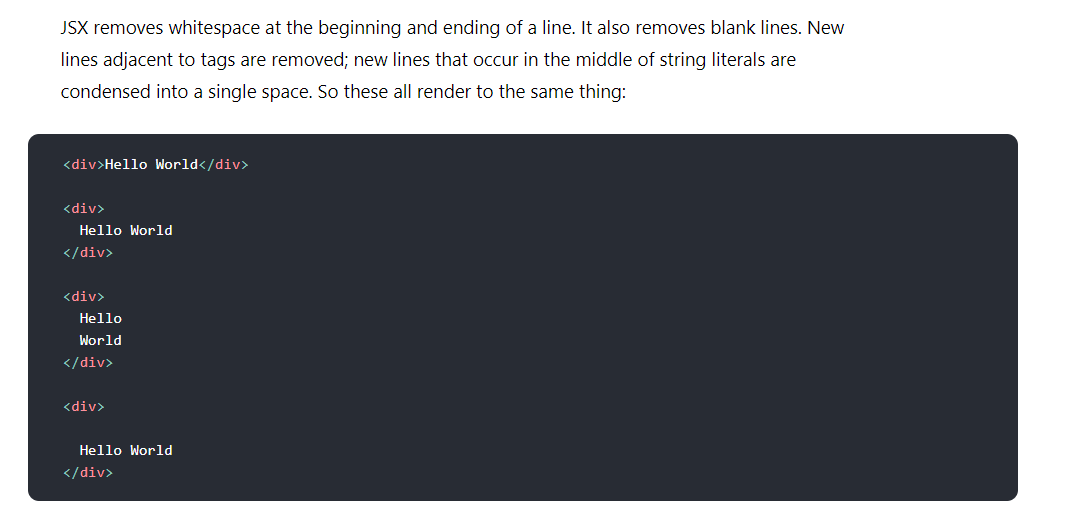 JSX removes whitespace at the beginning and ending of a line. It also removes blank lines. New
lines adjacent to tags are removed; new lines that occur in the middle of string literals are
condensed into a single space. So these all render to the same thing:
<div>Hello World</div>
<div>
  Hello World
</div>
<div>
  Hello
  World
</div>
<div>
  Hello World
</div>